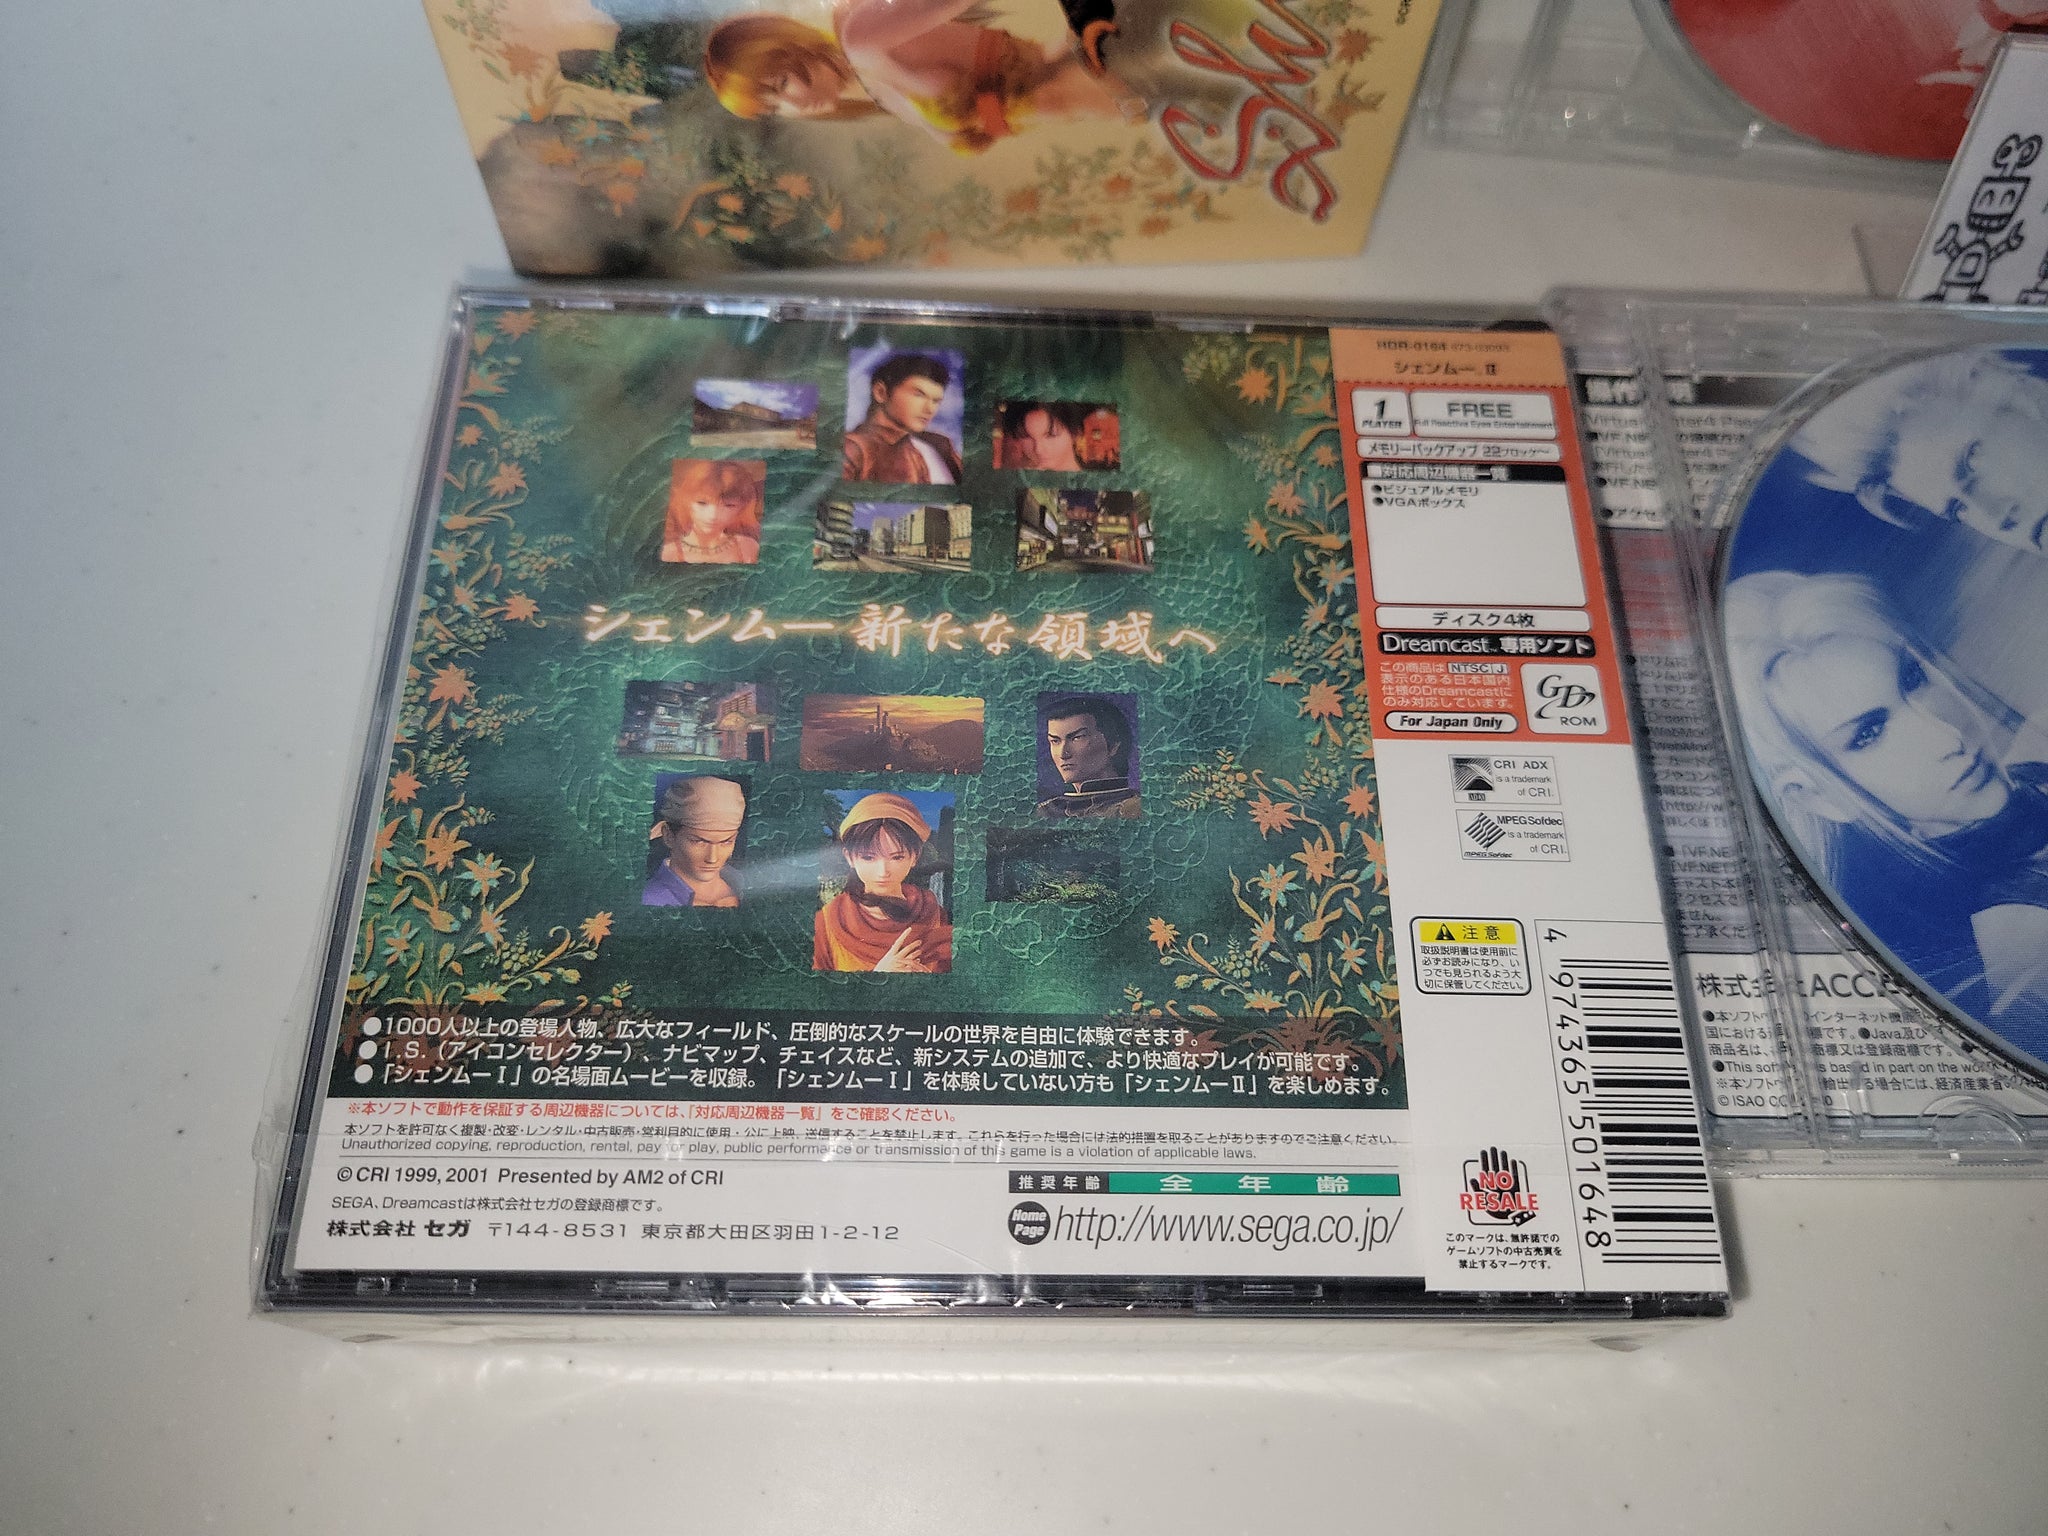 She
シェンムー 新たな領域へ
●1000人以上の登場人物、広大なフィールド、圧倒的なスケールの世界を自由に体験できます。
●I.S.（アイコンセレクター）、ナビマップ、チェイスなど、新システムの追加で、より快適なプレイが可能です。
●「シェンムーⅠ」の名場面ムービーを収録。「シェンムーⅠ」を体験していない方も「シェンムーⅡ」を楽しめます。
※本ソフトで動作を保証する周辺機器については、「対応周辺機器一覧」をご確認ください。
本ソフトを許可なく複製・改変・レンタル・中古販売・営利目的に使用・公に上映、送信することを禁止します。これらを行った場合には法的措置を取ることがありますのでご注意ください。
Unauthorized copying, reproduction, rental, pay for play, public performance or transmission of this game is a violation of applicable laws.
© CRI 1999, 2001 Presented by AM2 of CRI
SEGA、Dreamcastは株式会社セガの登録商標です。
株式会社 セガ 〒144-8531 東京都大田区羽田1-2-12
推奨年齢 全年齢
Home Page http://www.sega.co.jp/
HDR-0164
シェンムーⅡ
1 PLAYER
FREE
Full Reactive Eyes Entertainment
メモリーバックアップ 22ブロック～
■対応周辺機器一覧
●ビジュアルメモリ
●VGAボックス
ディスク4枚
Dreamcast™ 専用ソフト
この商品は NTSC J
表示のある日本国内
仕様のDreamcastに
のみ対応しています。
For Japan Only
GD ROM
CRI ADX
is a trademark
of CRI.
MPEG Sofdec
is a trademark
of CRI.
MPEG Sofdec
注意
取扱説明書は使用前に
必ずお読みになり、い
つでも見られるよう大
切に保管してください。
4 974365 501648
NO RESALE
このマークは、無許諾での
ゲームソフトの中古売買を
禁止するマークです。
© ISAO CO